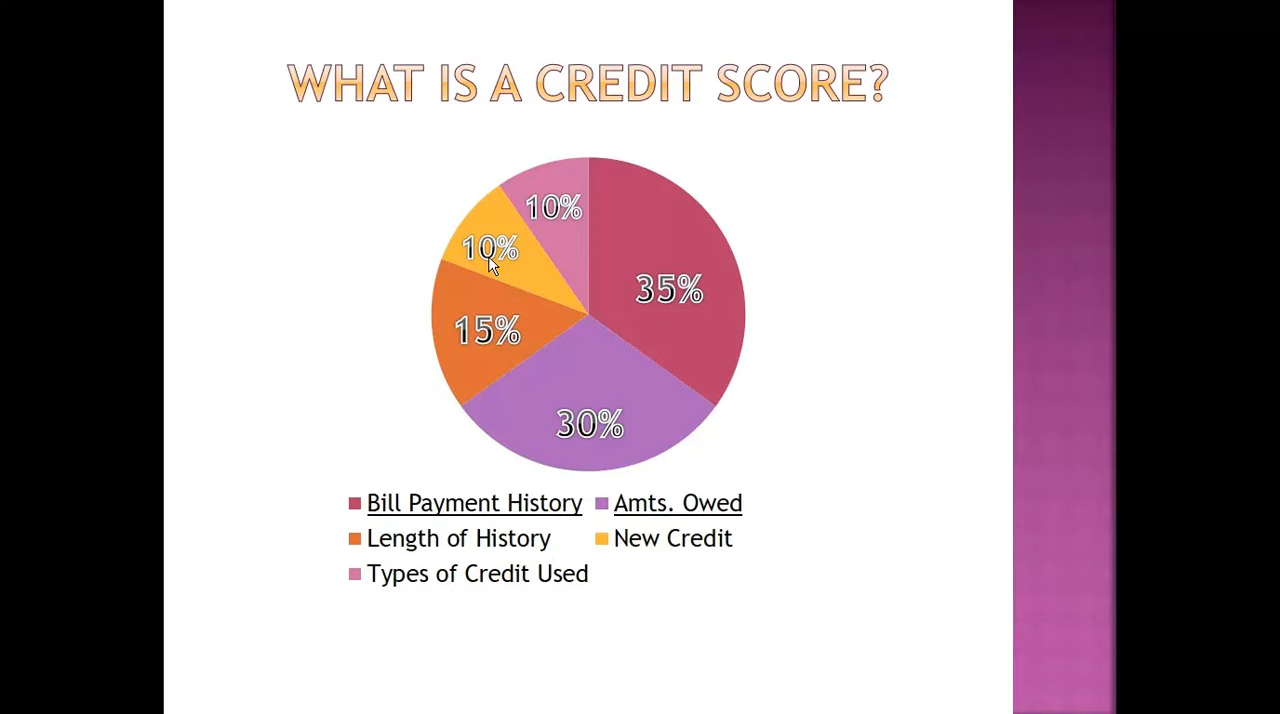 WHAT IS A CREDIT SCORE?
10%
10%
35%
15%
30%
Bill Payment History Amts. Owed
Length of History New Credit
Types of Credit Used